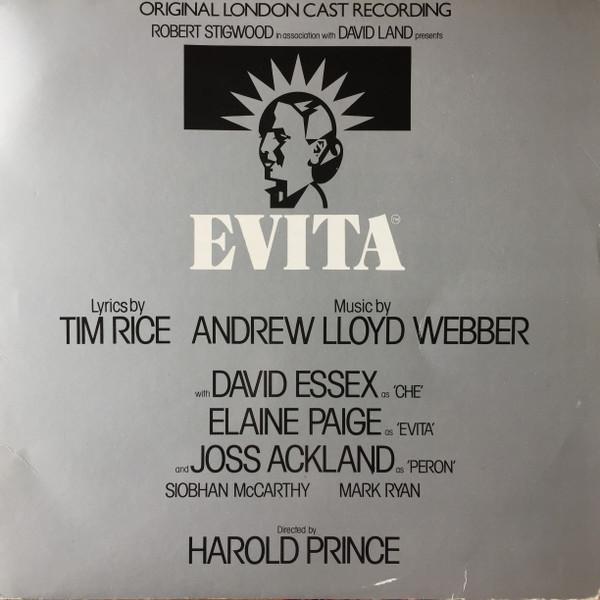 ORIGINAL LONDON CAST RECORDING
ROBERT STIGWOOD in association with DAVID LAND presents
EVITA™
Lyrics by Music by
TIM RICE ANDREW LLOYD WEBBER
with DAVID ESSEX as 'CHE'
ELAINE PAIGE as 'EVITA'
and JOSS ACKLAND as 'PERON'
SIOBHAN McCARTHY MARK RYAN
Directed by
HAROLD PRINCE